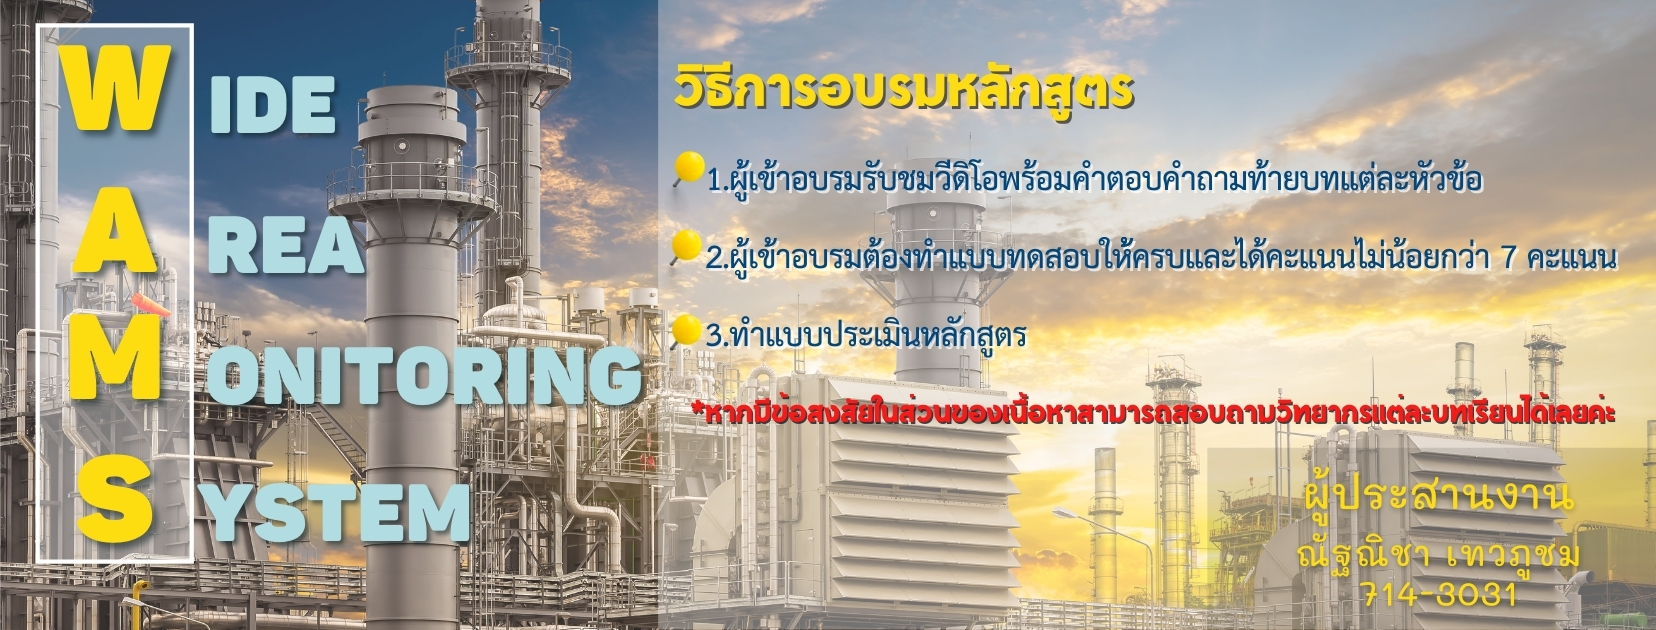 WIDE
AREA
MONITORING
SYSTEM
วิธีการอบรมหลักสูตร
1.ผู้เข้าอบรมรับชมวีดิโอพร้อมคำตอบคำถามท้ายบทแต่ละหัวข้อ
2.ผู้เข้าอบรมต้องทำแบบทดสอบให้ครบและได้คะแนนไม่น้อยกว่า 7 คะแนน
3.ทำแบบประเมินหลักสูตร
*หากมีข้อสงสัยในส่วนของเนื้อหาสามารถสอบถามวิทยากรแต่ละบทเรียนได้เลยค่ะ
ผู้ประสานงาน
ณัฐณิชา เทวภูชม
714-3031